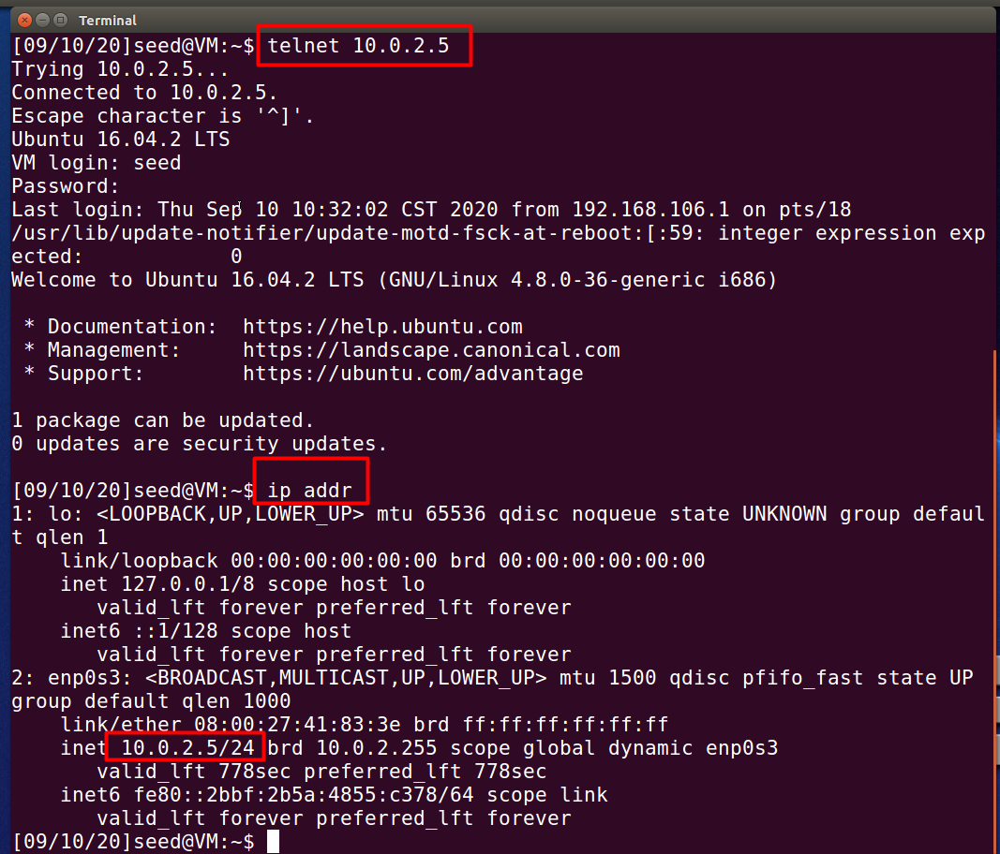 Terminal
[09/10/20]seed@VM:~$ telnet 10.0.2.5
Trying 10.0.2.5...
Connected to 10.0.2.5.
Escape character is '^]'.
Ubuntu 16.04.2 LTS
VM login: seed
Password:
Last login: Thu Sep 10 10:32:02 CST 2020 from 192.168.106.1 on pts/18
/usr/lib/update-notifier/update-motd-fsck-at-reboot:[:59: integer expression exp
ected:            0
Welcome to Ubuntu 16.04.2 LTS (GNU/Linux 4.8.0-36-generic i686)

 * Documentation:  https://help.ubuntu.com
 * Management:     https://landscape.canonical.com
 * Support:        https://ubuntu.com/advantage

1 package can be updated.
0 updates are security updates.

[09/10/20]seed@VM:~$ ip addr
1: lo: <LOOPBACK,UP,LOWER_UP> mtu 65536 qdisc noqueue state UNKNOWN group defaul
t qlen 1
    link/loopback 00:00:00:00:00:00 brd 00:00:00:00:00:00
    inet 127.0.0.1/8 scope host lo
       valid_lft forever preferred_lft forever
    inet6 ::1/128 scope host
       valid_lft forever preferred_lft forever
2: enp0s3: <BROADCAST,MULTICAST,UP,LOWER_UP> mtu 1500 qdisc pfifo_fast state UP
group default qlen 1000
    link/ether 08:00:27:41:83:3e brd ff:ff:ff:ff:ff:ff
    inet 10.0.2.5/24 brd 10.0.2.255 scope global dynamic enp0s3
       valid_lft 778sec preferred_lft 778sec
    inet6 fe80::2bbf:2b5a:4855:c378/64 scope link
       valid_lft forever preferred_lft forever
[09/10/20]seed@VM:~$